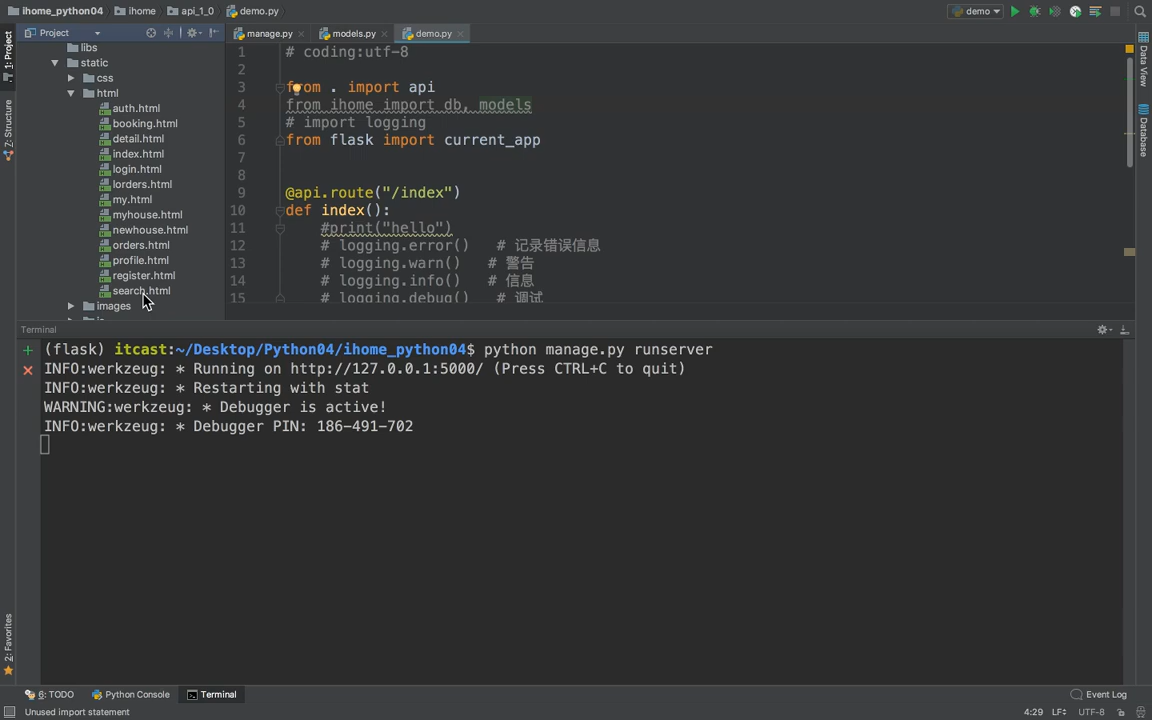 ihome_python04 ihome api_1_0 demo.py demo
Project manage.py models.py demo.py
1: Project
Z: Structure
2: Favorites
Data View
Database
libs
static
css
html
auth.html
booking.html
detail.html
index.html
login.html
lorders.html
my.html
myhouse.html
newhouse.html
orders.html
profile.html
register.html
search.html
images
1 # coding:utf-8
2
3 from . import api
4 from ihome import db, models
5 # import logging
6 from flask import current_app
7
8
9 @api.route("/index")
10 def index():
11 #print("hello")
12 # logging.error() # 记录错误信息
13 # logging.warn() # 警告
14 # logging.info() # 信息
15 # logging.debug() # 调试
Terminal
(flask) itcast:~/Desktop/Python04/ihome_python04$ python manage.py runserver
INFO:werkzeug: * Running on http://127.0.0.1:5000/ (Press CTRL+C to quit)
INFO:werkzeug: * Restarting with stat
WARNING:werkzeug: * Debugger is active!
INFO:werkzeug: * Debugger PIN: 186-491-702
6: TODO Python Console Terminal Event Log
Unused import statement 4:29 LF÷ UTF-8